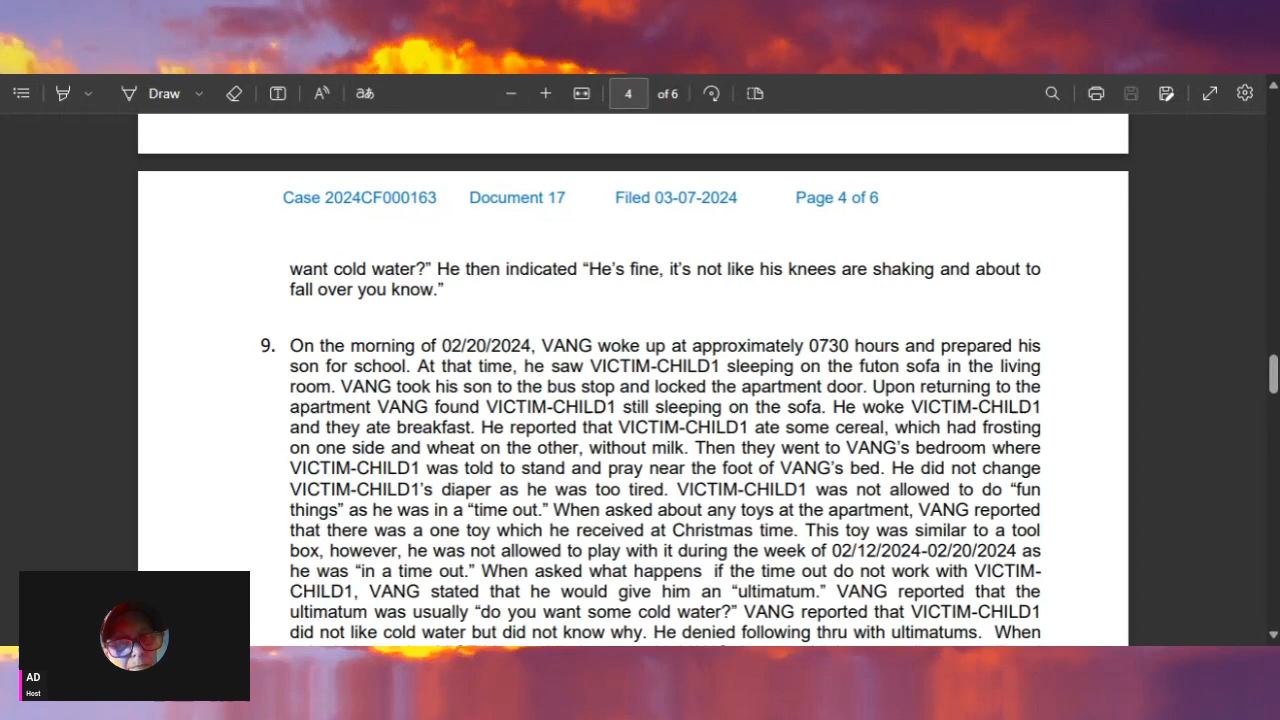 Draw
4
of 6
Case 2024CF000163 Document 17 Filed 03-07-2024 Page 4 of 6
want cold water?” He then indicated “He’s fine, it’s not like his knees are shaking and about to
fall over you know.”
9. On the morning of 02/20/2024, VANG woke up at approximately 0730 hours and prepared his
son for school. At that time, he saw VICTIM-CHILD1 sleeping on the futon sofa in the living
room. VANG took his son to the bus stop and locked the apartment door. Upon returning to the
apartment VANG found VICTIM-CHILD1 still sleeping on the sofa. He woke VICTIM-CHILD1
and they ate breakfast. He reported that VICTIM-CHILD1 ate some cereal, which had frosting
on one side and wheat on the other, without milk. Then they went to VANG’s bedroom where
VICTIM-CHILD1 was told to stand and pray near the foot of VANG’s bed. He did not change
VICTIM-CHILD1’s diaper as he was too tired. VICTIM-CHILD1 was not allowed to do “fun
things” as he was in a “time out.” When asked about any toys at the apartment, VANG reported
that there was a one toy which he received at Christmas time. This toy was similar to a tool
box, however, he was not allowed to play with it during the week of 02/12/2024-02/20/2024 as
he was “in a time out.” When asked what happens if the time out do not work with VICTIM-
CHILD1, VANG stated that he would give him an “ultimatum.” VANG reported that the
ultimatum was usually “do you want some cold water?” VANG reported that VICTIM-CHILD1
did not like cold water but did not know why. He denied following thru with ultimatums. When
AD
Host